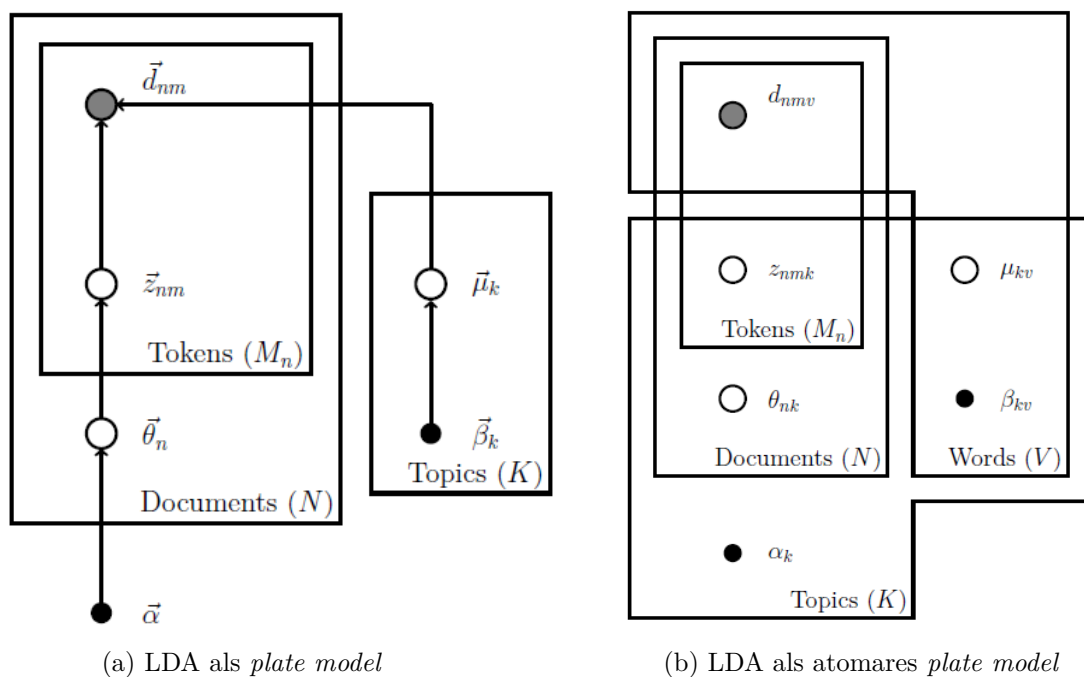 d⃗_nm
z⃗_nm
Tokens (M_n)
θ⃗_n
Documents (N)
α⃗
μ⃗_k
β⃗_k
Topics (K)
(a) LDA als plate model
d_nmv
z_nmk
Tokens (M_n)
θ_nk
Documents (N)
μ_kv
β_kv
Words (V)
α_k
Topics (K)
(b) LDA als atomares plate model